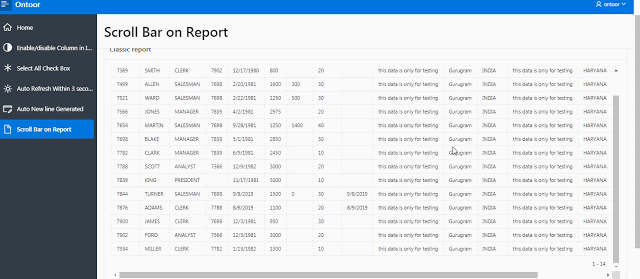 Ontoor
ontoor
Home
Enable/disable Column in I...
Select All Check Box
Auto Refresh Within 3 seco...
Auto New line Generated
Scroll Bar on Report
Scroll Bar on Report
Classic report
7369 SMITH CLERK 7902 12/17/1980 800 20 this data is only for testing Gurugram INDIA this data is only for testing HARYANA
7499 ALLEN SALESMAN 7698 2/20/1981 1600 300 30 this data is only for testing Gurugram INDIA this data is only for testing HARYANA
7521 WARD SALESMAN 7698 2/22/1981 1250 500 30 this data is only for testing Gurugram INDIA this data is only for testing HARYANA
7566 JONES MANAGER 7839 4/2/1981 2975 20 this data is only for testing Gurugram INDIA this data is only for testing HARYANA
7654 MARTIN SALESMAN 7698 9/28/1981 1250 1400 40 this data is only for testing Gurugram INDIA this data is only for testing HARYANA
7698 BLAKE MANAGER 7839 5/1/1981 2850 30 this data is only for testing Gurugram INDIA this data is only for testing HARYANA
7782 CLARK MANAGER 7839 6/9/1981 2450 10 this data is only for testing Gurugram INDIA this data is only for testing HARYANA
7788 SCOTT ANALYST 7566 12/9/1982 3000 20 this data is only for testing Gurugram INDIA this data is only for testing HARYANA
7839 KING PRESIDENT 11/17/1981 5000 10 this data is only for testing Gurugram INDIA this data is only for testing HARYANA
7844 TURNER SALESMAN 7698 9/8/2019 1500 0 30 9/8/2019 this data is only for testing Gurugram INDIA this data is only for testing HARYANA
7876 ADAMS CLERK 7788 8/9/2019 1100 20 8/9/2019 this data is only for testing Gurugram INDIA this data is only for testing HARYANA
7900 JAMES CLERK 7698 12/3/1981 950 30 this data is only for testing Gurugram INDIA this data is only for testing HARYANA
7902 FORD ANALYST 7566 12/3/1981 3000 20 this data is only for testing Gurugram INDIA this data is only for testing HARYANA
7934 MILLER CLERK 7782 1/23/1982 1300 10 this data is only for testing Gurugram INDIA this data is only for testing HARYANA
1 - 14